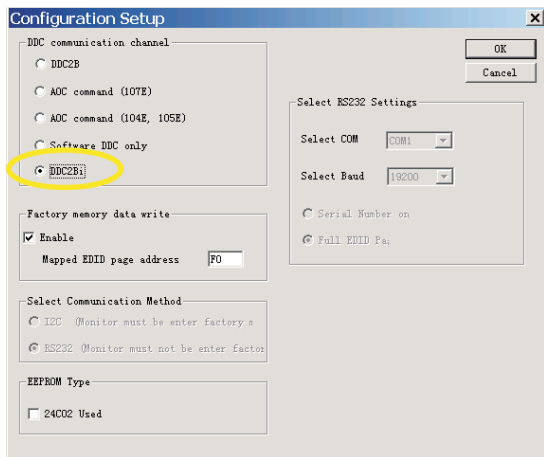 Configuration Setup
DDC communication channel
DDC2B
AOC command (107E)
AOC command (104E, 105E)
Software DDC only
DDC2Bi
Factory memory data write
Enable
Mapped EDID page address F0
Select Communication Method
I2C (Monitor must be enter factory m
RS232 (Monitor must not be enter factor
EEPROM Type
24C02 Used
OK
Cancel
Select RS232 Settings
Select COM COM1
Select Baud 19200
Serial Number on
Full EDID Pa